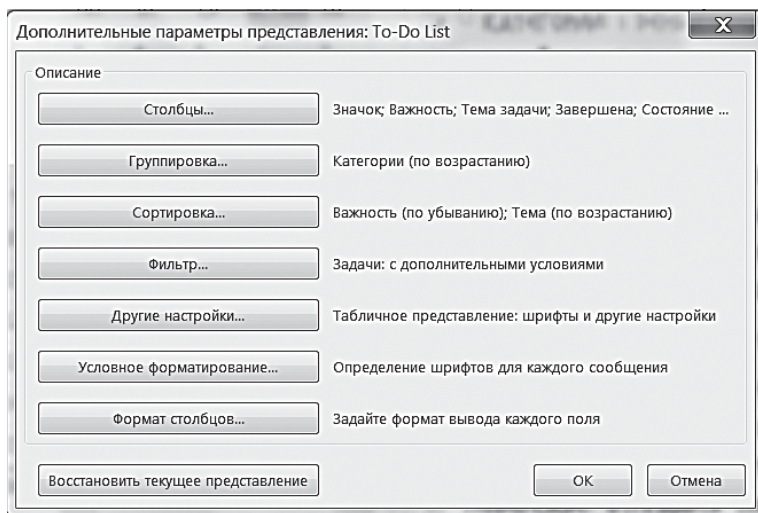 Дополнительные параметры представления: To-Do List
Описание
Столбцы... Значок; Важность; Тема задачи; Завершена; Состояние ...
Группировка... Категории (по возрастанию)
Сортировка... Важность (по убыванию); Тема (по возрастанию)
Фильтр... Задачи: с дополнительными условиями
Другие настройки... Табличное представление: шрифты и другие настройки
Условное форматирование... Определение шрифтов для каждого сообщения
Формат столбцов... Задайте формат вывода каждого поля
Восстановить текущее представление ОК Отмена